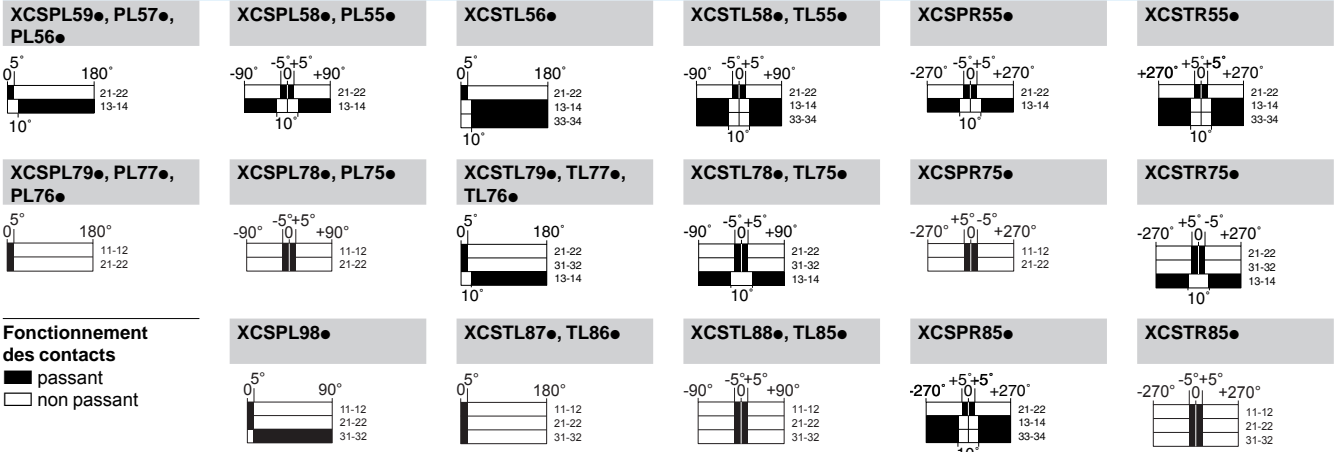 XCSPL59●, PL57●,
PL56●
5°
0 180°
21-22
13-14
10°
XCSPL58●, PL55●
-5°+5°
-90° 0 +90°
21-22
13-14
10°
XCSTL56●
5°
0 180°
21-22
13-14
33-34
10°
XCSTL58●, TL55●
-5°+5°
-90° 0 +90°
21-22
13-14
33-34
10°
XCSPR55●
-5°+5°
-270° 0 +270°
21-22
13-14
10°
XCSTR55●
+5°+5°
+270° 0 +270°
21-22
13-14
33-34
10°
XCSPL79●, PL77●,
PL76●
5°
0 180°
11-12
21-22
XCSPL78●, PL75●
-5°+5°
-90° 0 +90°
11-12
21-22
XCSTL79●, TL77●,
TL76●
5°
0 180°
21-22
31-32
13-14
10°
XCSTL78●, TL75●
-5°+5°
-90° 0 +90°
21-22
31-32
13-14
10°
XCSPR75●
+5°-5°
-270° 0 +270°
11-12
21-22
XCSTR75●
+5°-5°
-270° 0 +270°
21-22
31-32
13-14
10°
Fonctionnement
des contacts
passant
non passant
XCSPL98●
5°
0 90°
11-12
21-22
31-32
XCSTL87●, TL86●
5°
0 180°
11-12
21-22
31-32
XCSTL88●, TL85●
-5°+5°
-90° 0 +90°
11-12
21-22
31-32
XCSPR85●
+5°+5°
-270° 0 +270°
21-22
13-14
33-34
10°
XCSTR85●
-5°+5°
-270° 0 +270°
11-12
21-22
31-32